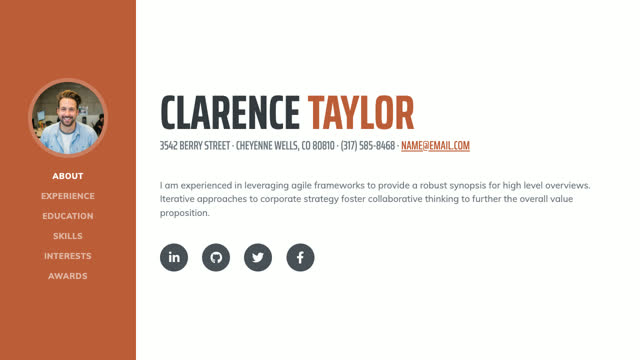 ABOUT
EXPERIENCE
EDUCATION
SKILLS
INTERESTS
AWARDS
CLARENCE TAYLOR
3542 BERRY STREET · CHEYENNE WELLS, CO 80810 · (317) 585-8468 · NAME@EMAIL.COM
I am experienced in leveraging agile frameworks to provide a robust synopsis for high level overviews.
Iterative approaches to corporate strategy foster collaborative thinking to further the overall value
proposition.